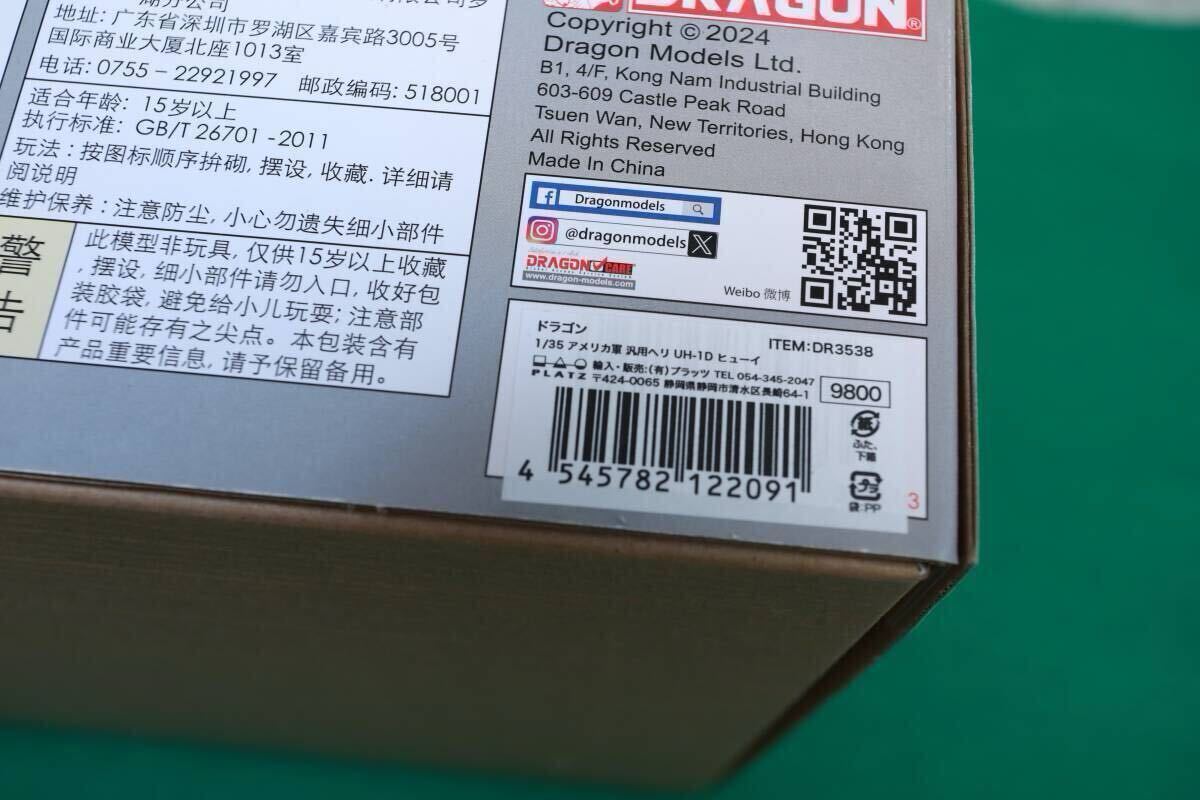 湖分公司
地址: 广东省深圳市罗湖区嘉宾路3005号
国际商业大厦北座1013室
电话: 0755 – 22921997 邮政编码: 518001
适合年龄: 15岁以上
执行标准: GB/T 26701 -2011
玩法 : 按图标顺序拚砌, 摆设, 收藏. 详细请
阅说明
维护保养 : 注意防尘, 小心勿遗失细小部件
警告
此模型非玩具, 仅供15岁以上收藏
, 摆设, 细小部件请勿入口, 收好包
装胶袋, 避免给小儿玩耍; 注意部
件可能存有之尖点。本包装含有
产品重要信息, 请予保留备用。
DRAGON®
Copyright © 2024
Dragon Models Ltd.
B1, 4/F, Kong Nam Industrial Building
603-609 Castle Peak Road
Tsuen Wan, New Territories, Hong Kong
All Rights Reserved
Made In China
f Dragonmodels
@dragonmodels X
DRAGON CARE
www.dragon-models.com
Weibo 微博
ドラゴン ITEM:DR3538
1/35 アメリカ軍 汎用ヘリ UH-1D ヒューイ
輸入・販売:(有)プラッツ TEL 054-345-2047
PLATZ 〒424-0065 静岡県静岡市清水区長崎64-1
9800
紙
ふた、
下箱
プラ
袋:PP
4 545782 122091
3